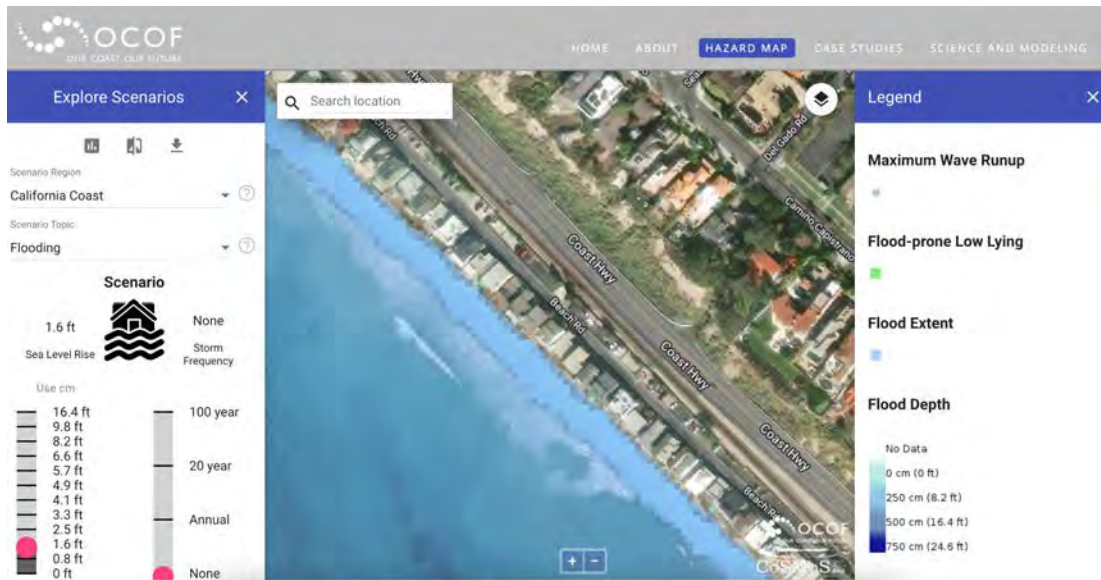 OCOF
OUR COAST, OUR FUTURE
HOME ABOUT HAZARD MAP CASE STUDIES SCIENCE AND MODELING
Explore Scenarios ×
Scenario Region
California Coast
Scenario Topic
Flooding
Scenario
1.6 ft
Sea Level Rise
None
Storm
Frequency
Use cm
16.4 ft
9.8 ft
8.2 ft
6.6 ft
5.7 ft
4.9 ft
4.1 ft
3.3 ft
2.5 ft
1.6 ft
0.8 ft
0 ft
100 year
20 year
Annual
None
Search location
Beach Rd
Del Gado Rd
Camino Capistrano
Coast Hwy
Beach Rd
Coast Hwy
Coast Hwy
Beach Rd
+ −
OCOF
CoSMoS
Legend ×
Maximum Wave Runup
Flood-prone Low Lying
Flood Extent
Flood Depth
No Data
0 cm (0 ft)
250 cm (8.2 ft)
500 cm (16.4 ft)
750 cm (24.6 ft)